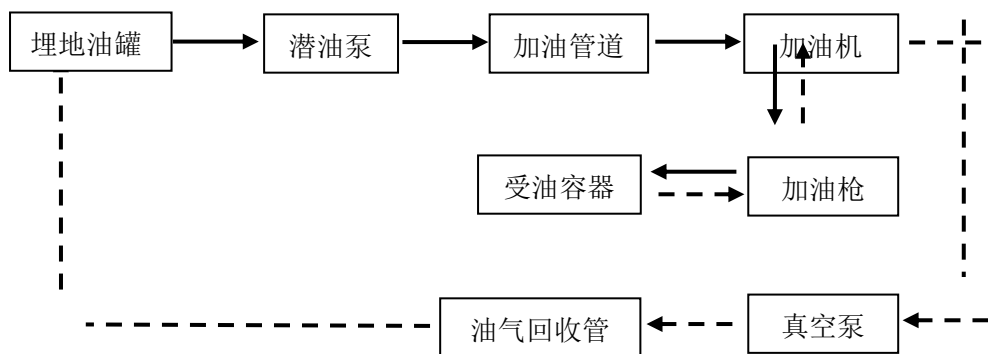 埋地油罐
潜油泵
加油管道
加油机
受油容器
加油枪
油气回收管
真空泵